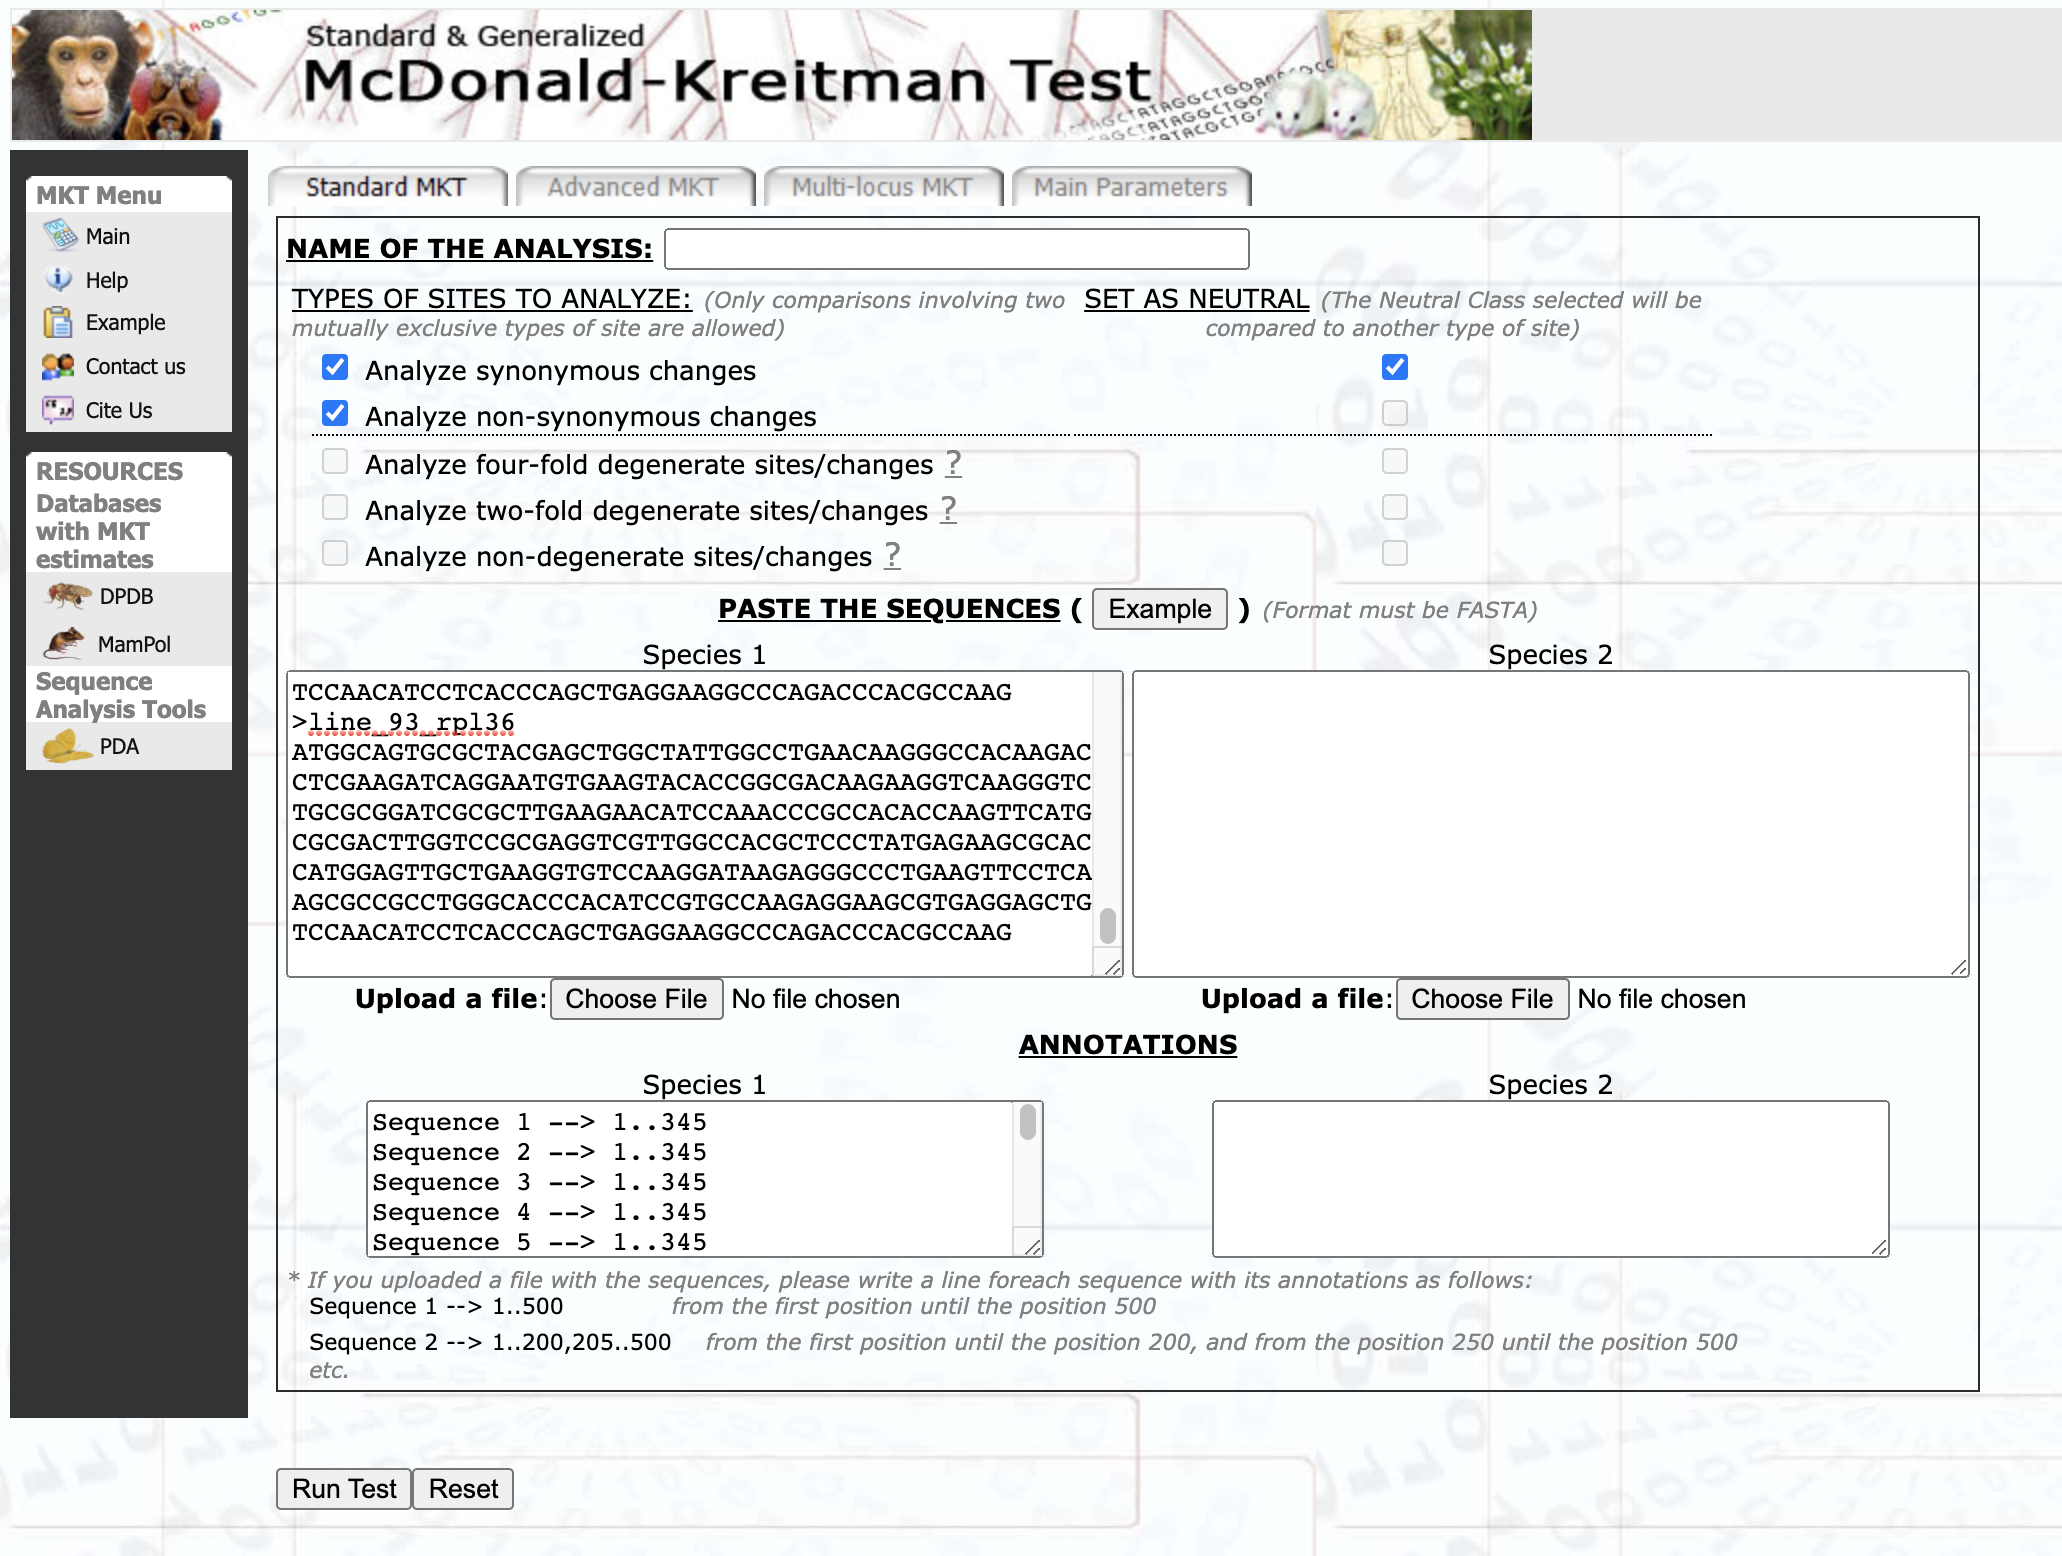 Standard & Generalized
McDonald-Kreitman Test
MKT Menu
Main
Help
Example
Contact us
Cite Us
RESOURCES
Databases
with MKT
estimates
DPDB
MamPol
Sequence
Analysis Tools
PDA
Standard MKT Advanced MKT Multi-locus MKT Main Parameters
NAME OF THE ANALYSIS:
TYPES OF SITES TO ANALYZE: (Only comparisons involving two
mutually exclusive types of site are allowed)
SET AS NEUTRAL (The Neutral Class selected will be
compared to another type of site)
Analyze synonymous changes
Analyze non-synonymous changes
Analyze four-fold degenerate sites/changes ?
Analyze two-fold degenerate sites/changes ?
Analyze non-degenerate sites/changes ?
PASTE THE SEQUENCES ( Example ) (Format must be FASTA)
Species 1
TCCAACATCCTCACCCAGCTGAGGAAGGCCCAGACCCACGCCAAG
>line_93_rpl36
ATGGCAGTGCGCTACGAGCTGGCTATTGGCCTGAACAAGGGCCACAAGAC
CTCGAAGATCAGGAATGTGAAGTACACCGGCGACAAGAAGGTCAAGGGTC
TGCGCGGATCGCGCTTGAAGAACATCCAAACCCGCCACACCAAGTTCATG
CGCGACTTGGTCCGCGAGGTCGTTGGCCACGCTCCCTATGAGAAGCGCAC
CATGGAGTTGCTGAAGGTGTCCAAGGATAAGAGGGCCCTGAAGTTCCTCA
AGCGCCGCCTGGGCACCCACATCCGTGCCAAGAGGAAGCGTGAGGAGCTG
TCCAACATCCTCACCCAGCTGAGGAAGGCCCAGACCCACGCCAAG
Species 2
Upload a file: Choose File No file chosen
Upload a file: Choose File No file chosen
ANNOTATIONS
Species 1
Sequence 1 --> 1..345
Sequence 2 --> 1..345
Sequence 3 --> 1..345
Sequence 4 --> 1..345
Sequence 5 --> 1..345
Species 2
* If you uploaded a file with the sequences, please write a line foreach sequence with its annotations as follows:
Sequence 1 --> 1..500 from the first position until the position 500
Sequence 2 --> 1..200,205..500 from the first position until the position 200, and from the position 250 until the position 500
etc.
Run Test Reset